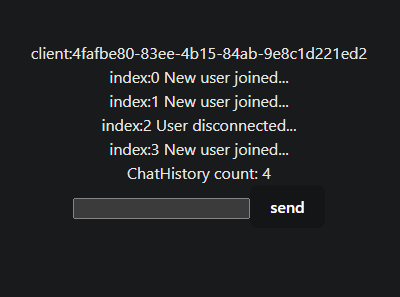 client:4fafbe80-83ee-4b15-84ab-9e8c1d221ed2
index:0 New user joined...
index:1 New user joined...
index:2 User disconnected...
index:3 New user joined...
ChatHistory count: 4
send